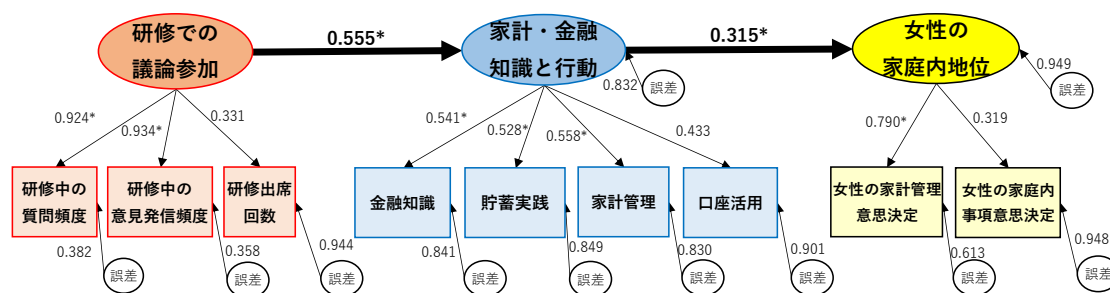 研修での
議論参加
0.555*
家計・金融
知識と行動
0.315*
女性の
家庭内地位
0.832
誤差
0.949
誤差
0.924*
0.934*
0.331
0.541*
0.528*
0.558*
0.433
0.790*
0.319
研修中の
質問頻度
研修中の
意見発信頻度
研修出席
回数
金融知識
貯蓄実践
家計管理
口座活用
女性の家計管理
意思決定
女性の家庭内
事項意思決定
0.382
誤差
0.358
誤差
0.944
誤差
0.841
誤差
0.849
誤差
0.830
誤差
0.901
誤差
0.613
誤差
0.948
誤差